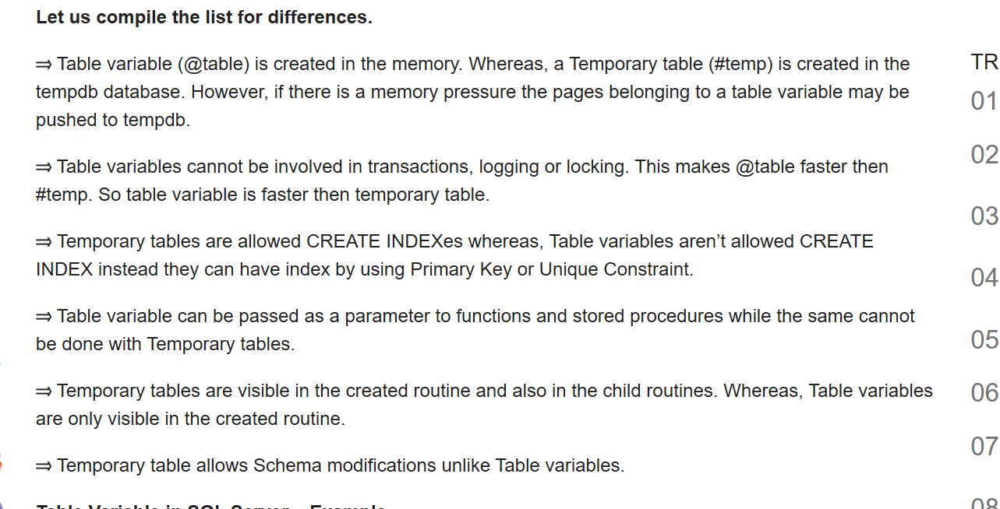 Let us compile the list for differences.
⇒ Table variable (@table) is created in the memory. Whereas, a Temporary table (#temp) is created in the
tempdb database. However, if there is a memory pressure the pages belonging to a table variable may be
pushed to tempdb.
⇒ Table variables cannot be involved in transactions, logging or locking. This makes @table faster then
#temp. So table variable is faster then temporary table.
⇒ Temporary tables are allowed CREATE INDEXes whereas, Table variables aren’t allowed CREATE
INDEX instead they can have index by using Primary Key or Unique Constraint.
⇒ Table variable can be passed as a parameter to functions and stored procedures while the same cannot
be done with Temporary tables.
⇒ Temporary tables are visible in the created routine and also in the child routines. Whereas, Table variables
are only visible in the created routine.
⇒ Temporary table allows Schema modifications unlike Table variables.
Table Variable in SQL Server – Example
TR
01
02
03
04
05
06
07
08